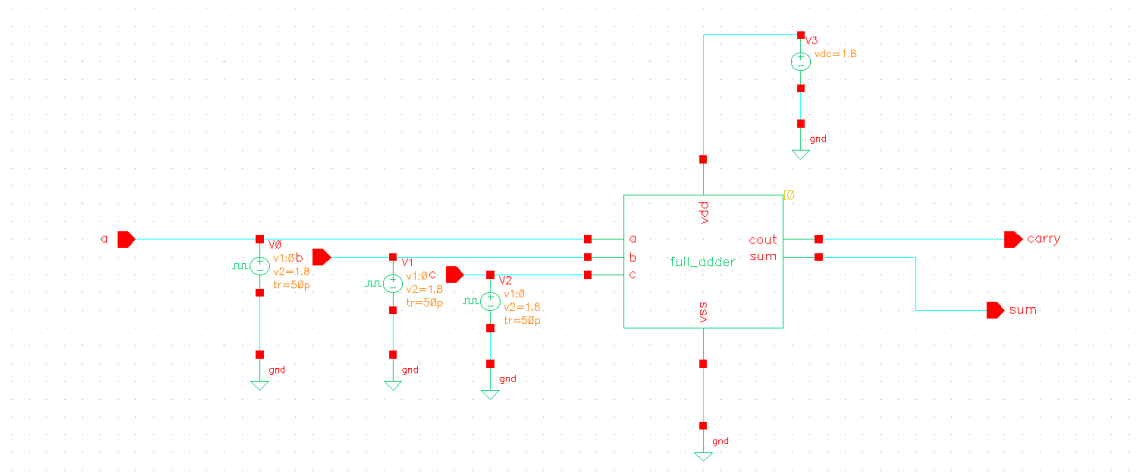 V3
vdc=1.8
gnd
I0
vdd
a
V0
v1:0
v2=1.8
tr=50p
gnd
b
V1
v1:0
v2=1.8
tr=50p
gnd
c
V2
v1:0
v2=1.8
tr=50p
gnd
a
b
c
full_adder
cout
sum
vss
gnd
carry
sum